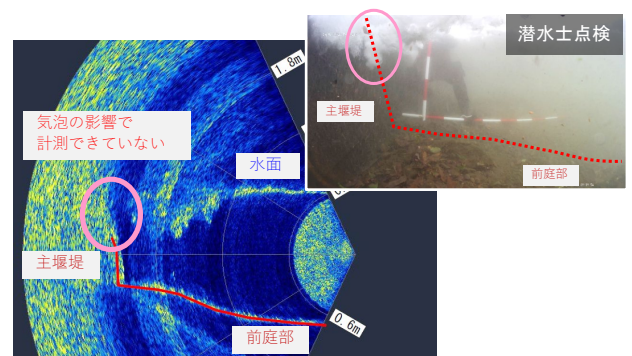 潜水士点検
1.8m
気泡の影響で
計測できていない
主堰堤
水面
前庭部
主堰堤
前庭部
0.6m